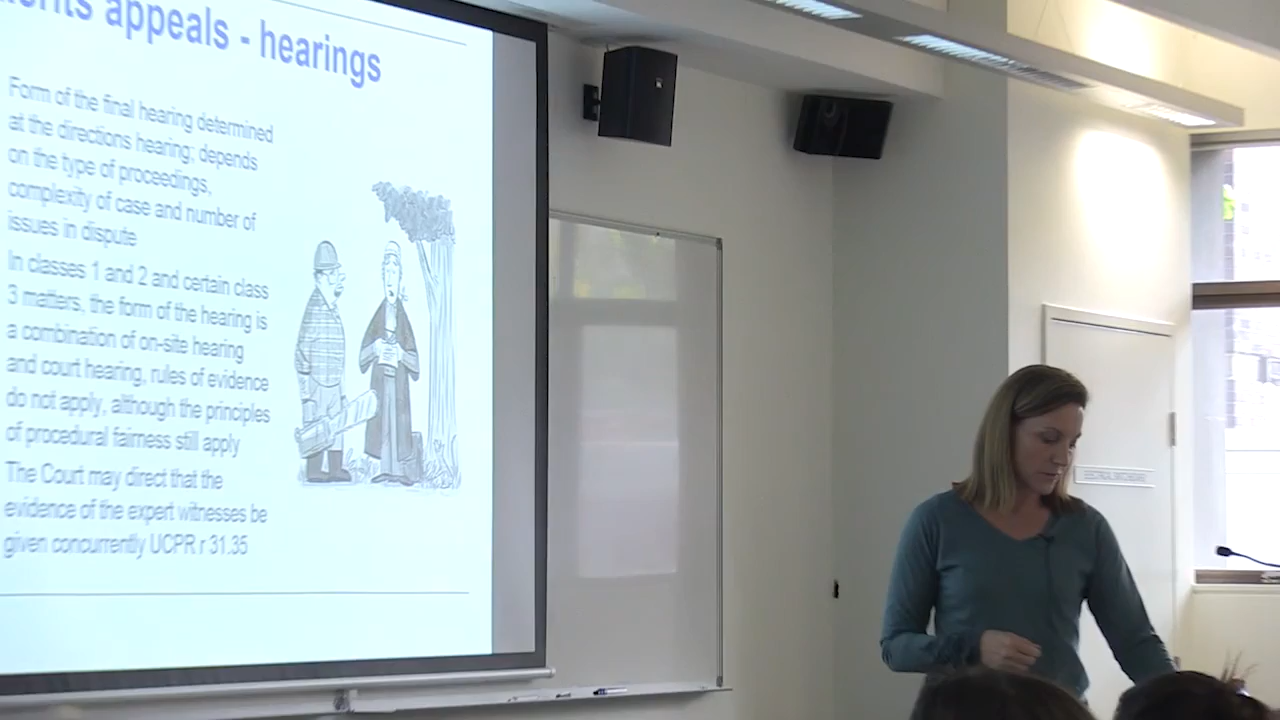 appeals - hearings
Form of the final hearing determined
at the directions hearing; depends
on the type of proceedings,
complexity of case and number of
issues in dispute
In classes 1 and 2 and certain class
3 matters, the form of the hearing is
a combination of on-site hearing
and court hearing, rules of evidence
do not apply, although the principles
of procedural fairness still apply
The Court may direct that the
evidence of the expert witnesses be
given concurrently UCPR r 31.35